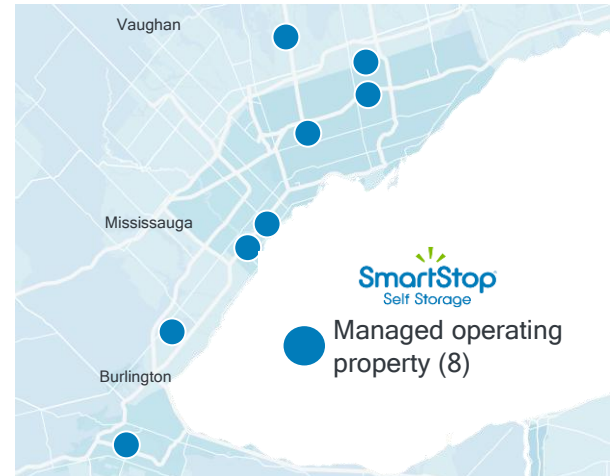 Vaughan
Mississauga
SmartStop
Self Storage
Managed operating
property (8)
Burlington